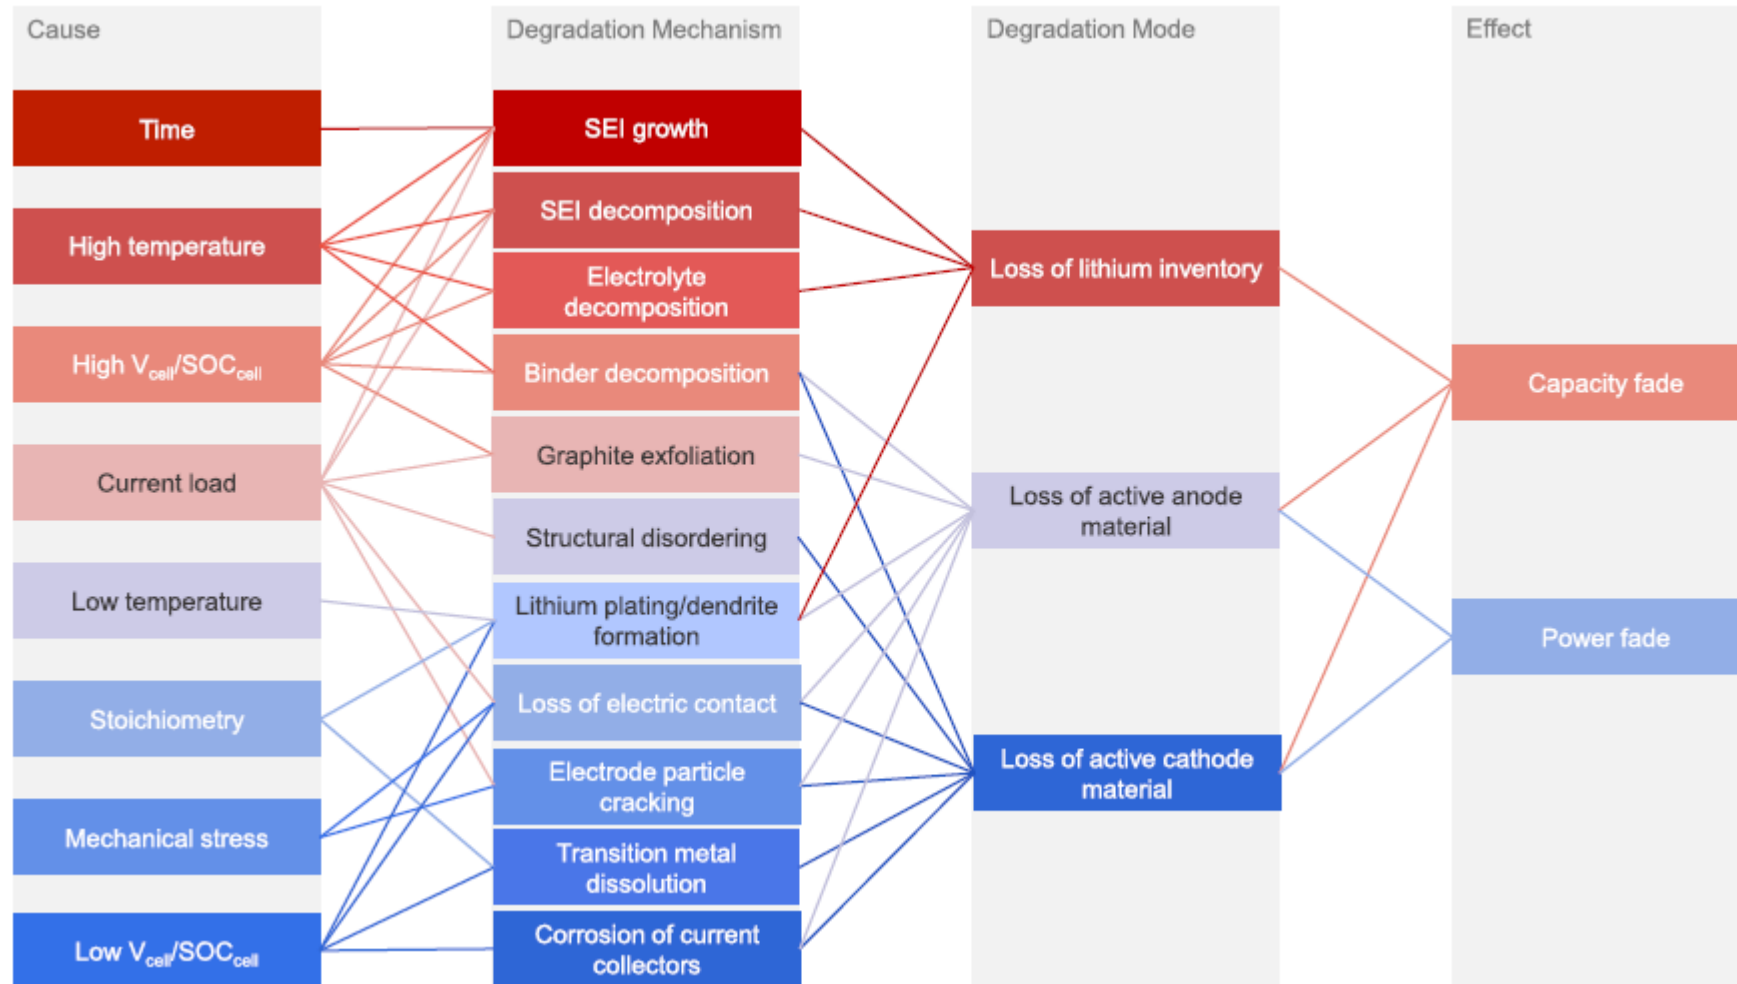 Cause
Degradation Mechanism
Degradation Mode
Effect
Time
High temperature
High Vcell/SOCcell
Current load
Low temperature
Stoichiometry
Mechanical stress
Low Vcell/SOCcell
SEI growth
SEI decomposition
Electrolyte
decomposition
Binder decomposition
Graphite exfoliation
Structural disordering
Lithium plating/dendrite
formation
Loss of electric contact
Electrode particle
cracking
Transition metal
dissolution
Corrosion of current
collectors
Loss of lithium inventory
Loss of active anode
material
Loss of active cathode
material
Capacity fade
Power fade